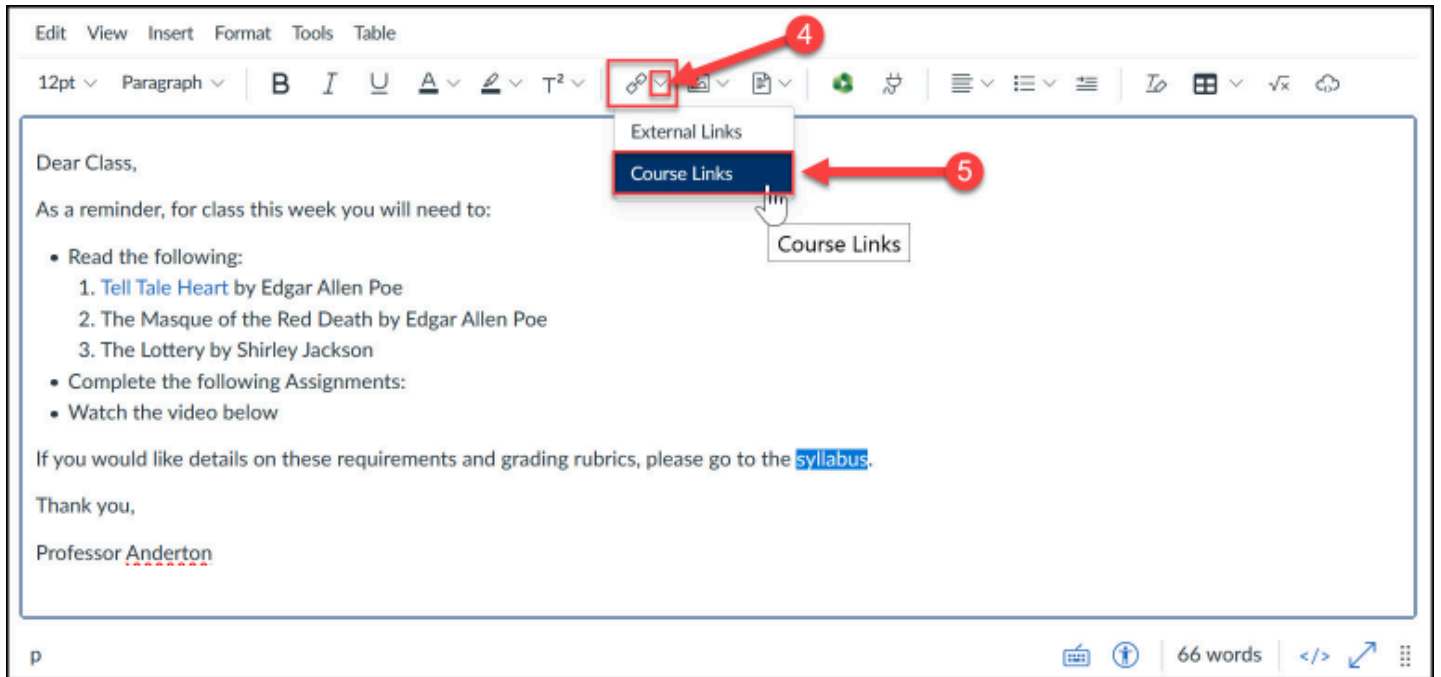 Edit View Insert Format Tools Table
4
12pt Paragraph B I U A T²
External Links
Course Links
5
Course Links
Dear Class,
As a reminder, for class this week you will need to:
• Read the following:
1. Tell Tale Heart by Edgar Allen Poe
2. The Masque of the Red Death by Edgar Allen Poe
3. The Lottery by Shirley Jackson
• Complete the following Assignments:
• Watch the video below
If you would like details on these requirements and grading rubrics, please go to the syllabus.
Thank you,
Professor Anderton
p
66 words </>